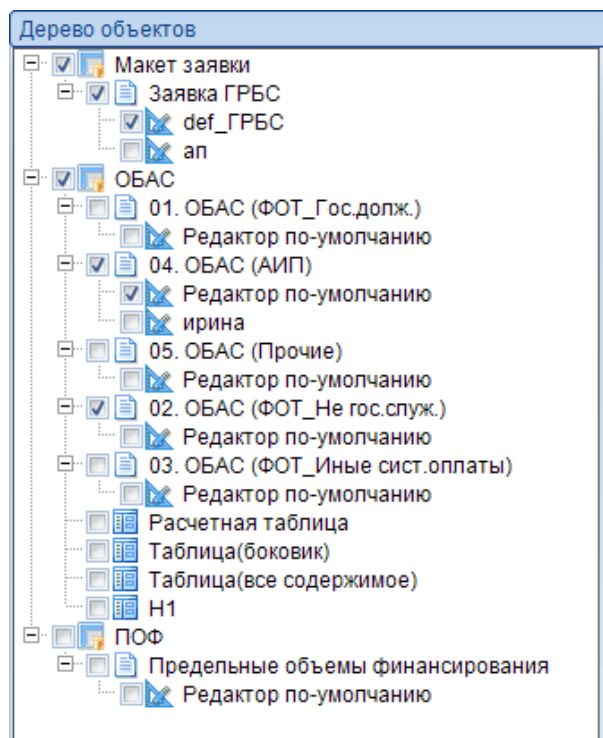 Дерево объектов
Макет заявки
Заявка ГРБС
def_ГРБС
ап
ОБАС
01. ОБАС (ФОТ_Гос.долж.)
Редактор по-умолчанию
04. ОБАС (АИП)
Редактор по-умолчанию
ирина
05. ОБАС (Прочие)
Редактор по-умолчанию
02. ОБАС (ФОТ_Не гос.служ.)
Редактор по-умолчанию
03. ОБАС (ФОТ_Иные сист.оплаты)
Редактор по-умолчанию
Расчетная таблица
Таблица(боковик)
Таблица(все содержимое)
Н1
ПОФ
Предельные объемы финансирования
Редактор по-умолчанию